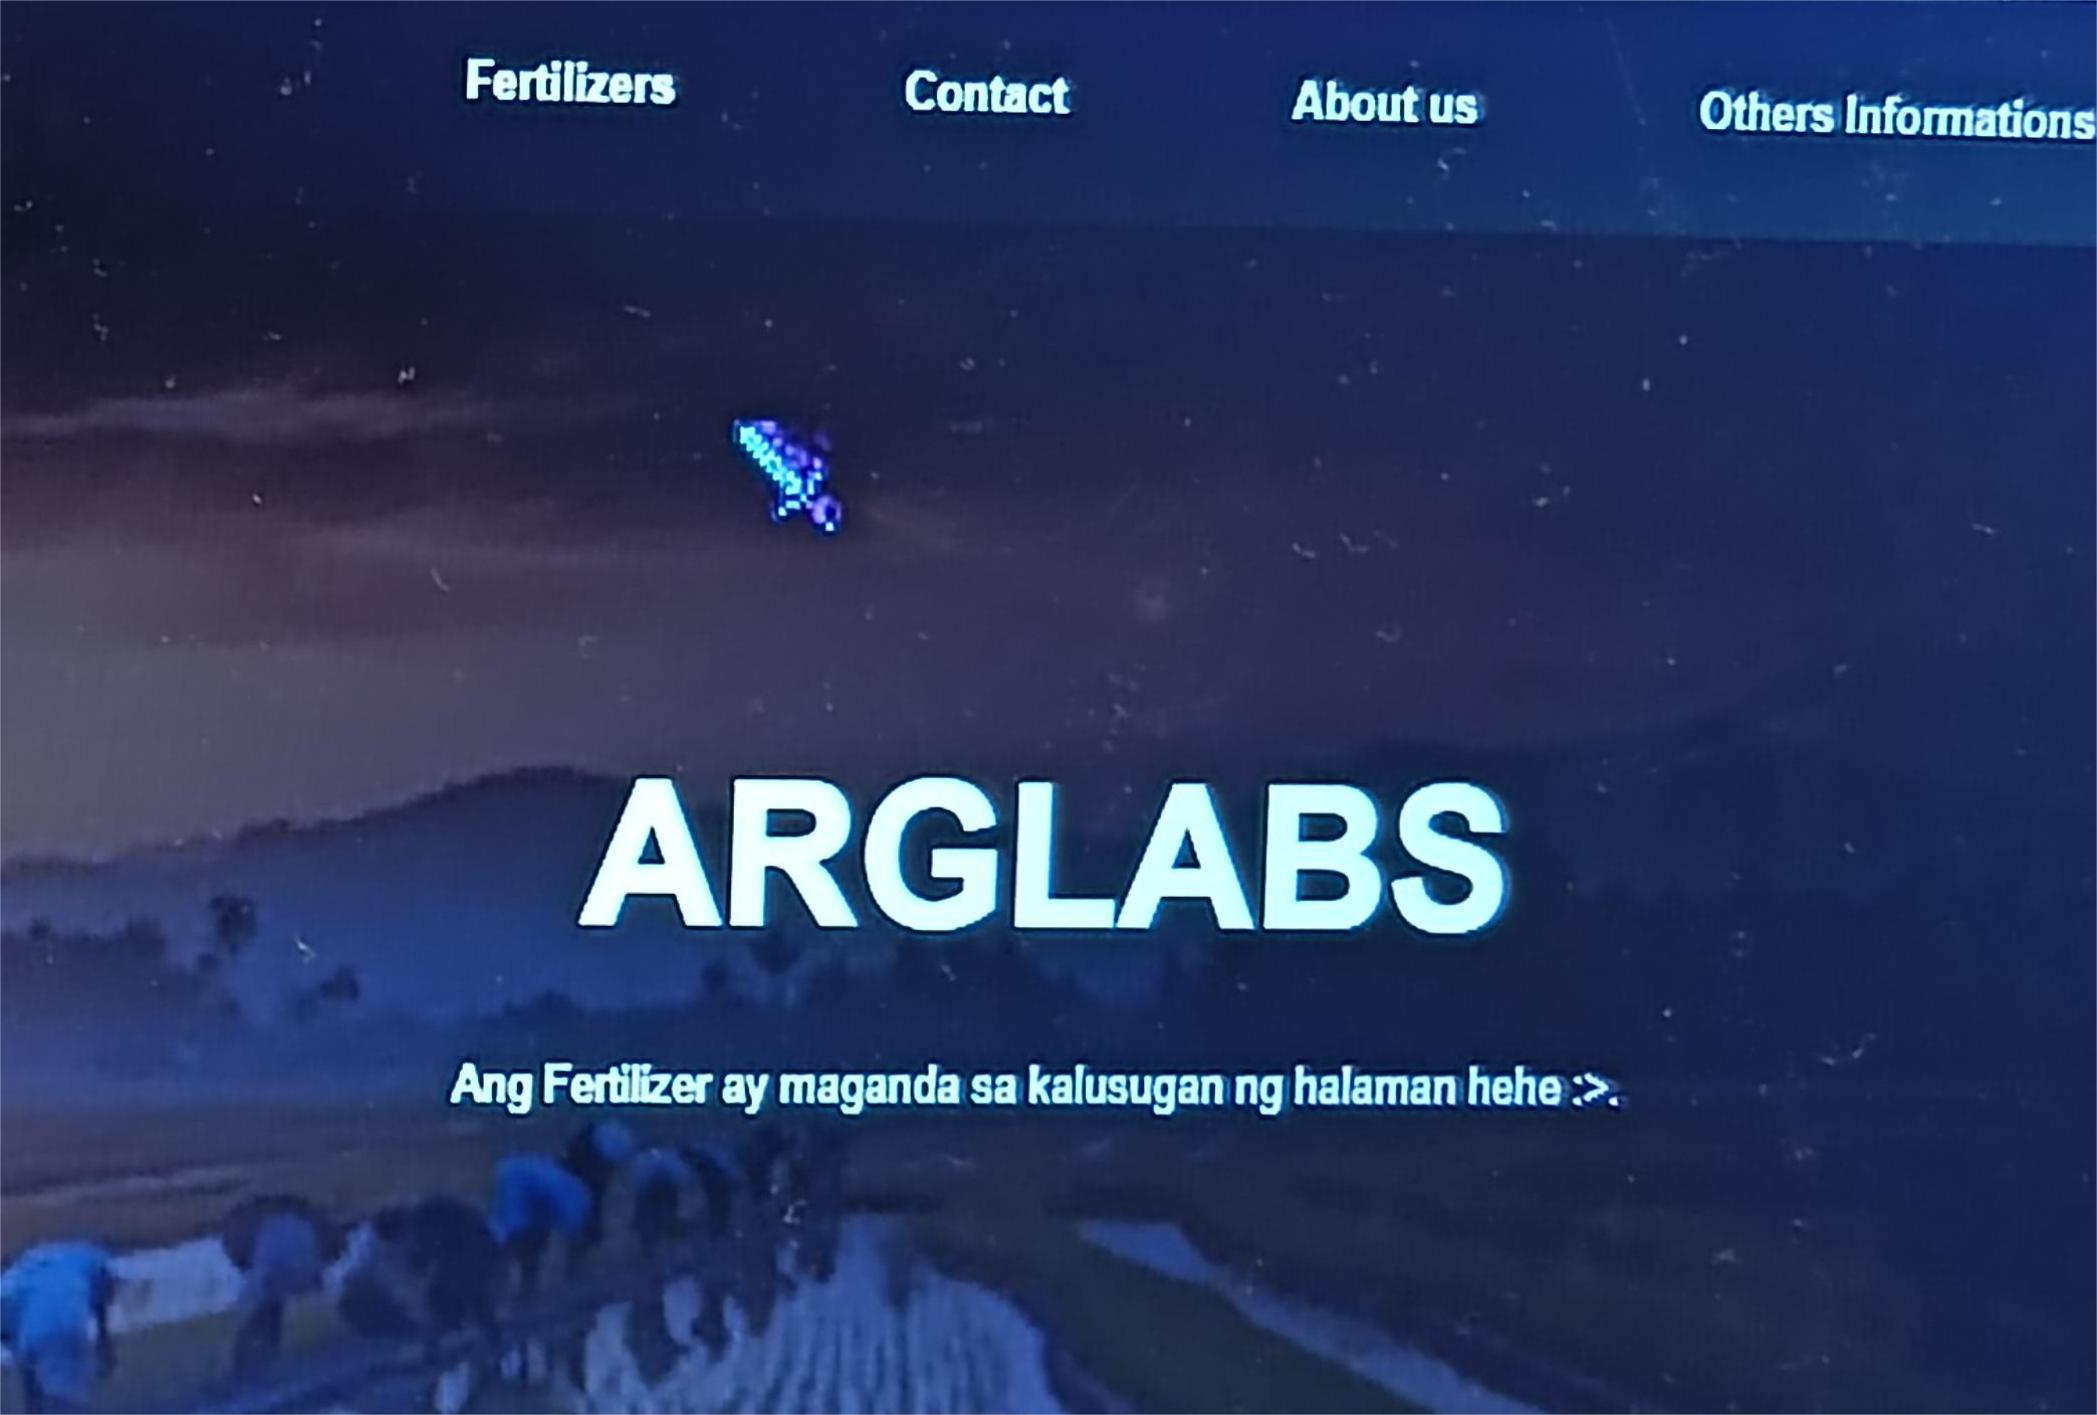 Fertilizers Contact About us Others Informations
ARGLABS
Ang Fertilizer ay maganda sa kalusugan ng halaman hehe :>.